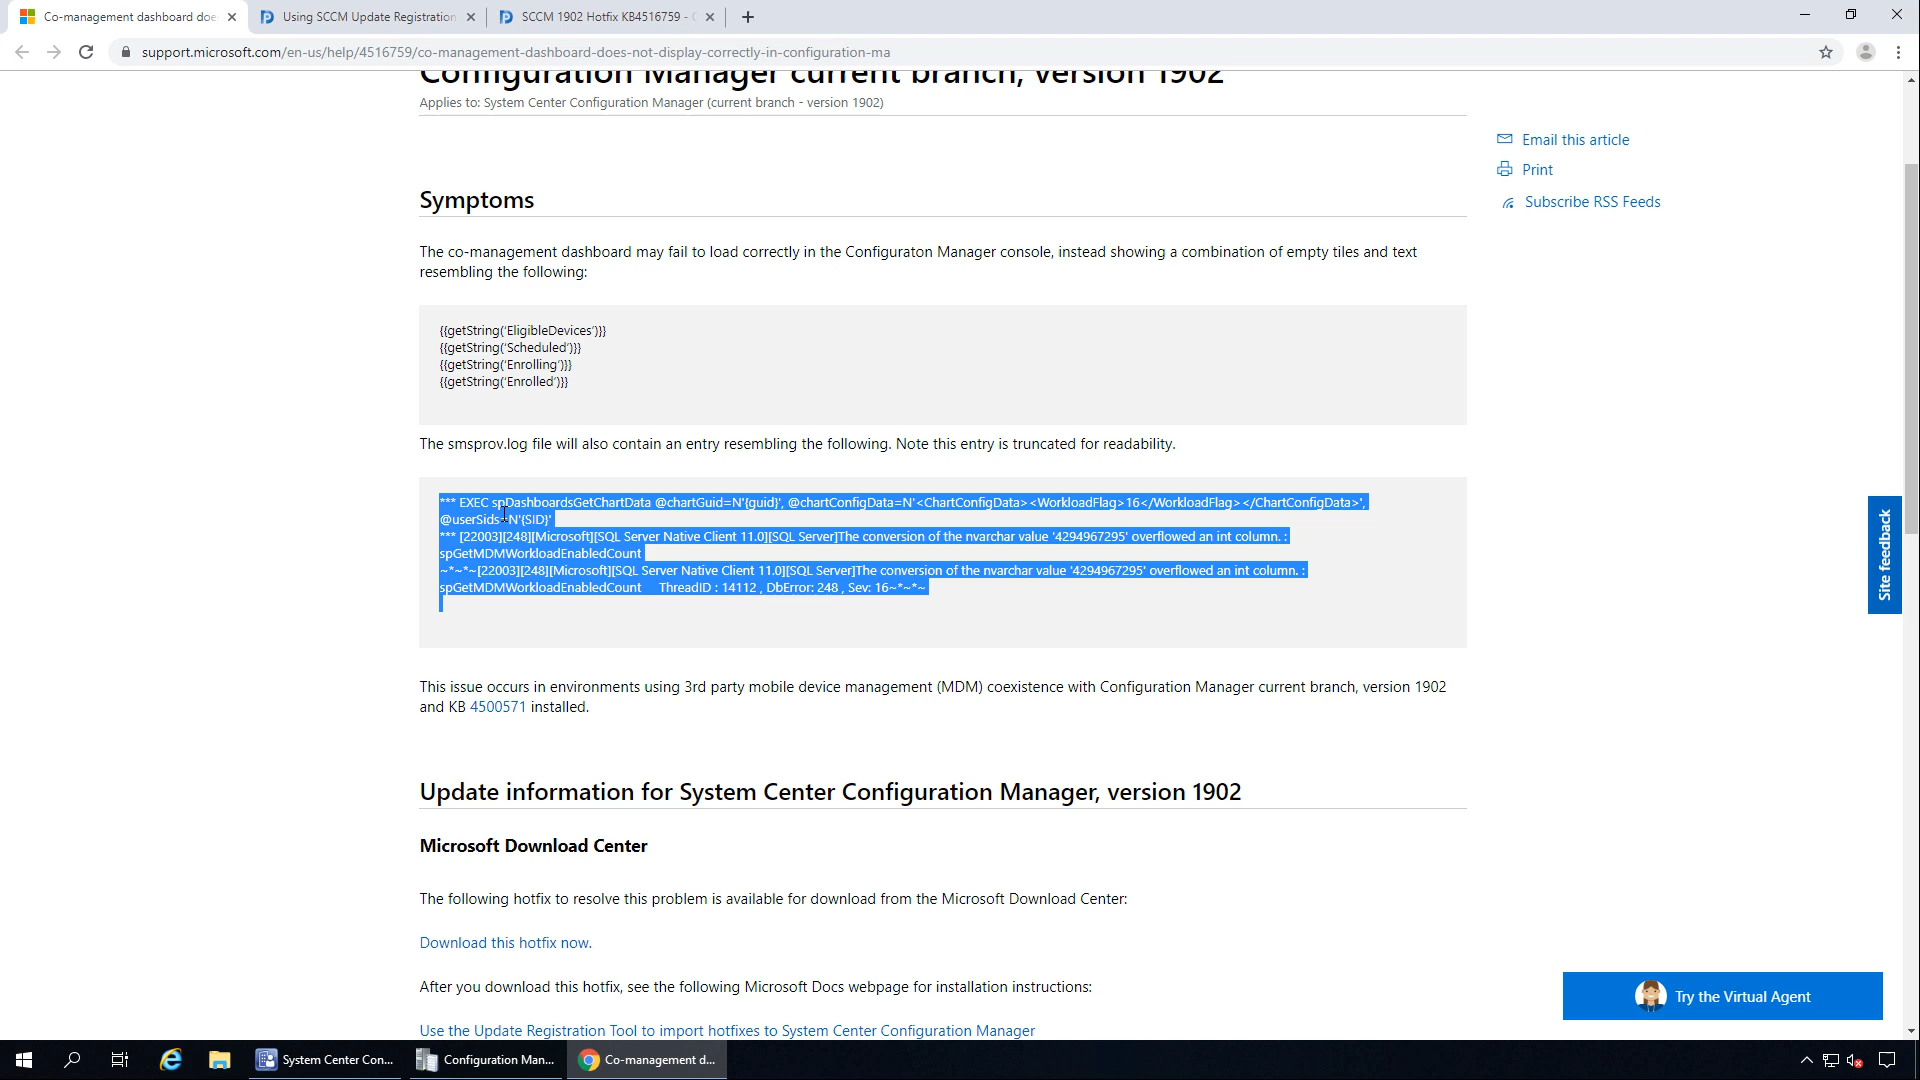 Co-management dashboard doe
Using SCCM Update Registration
SCCM 1902 Hotfix KB4516759 -
support.microsoft.com/en-us/help/4516759/co-management-dashboard-does-not-display-correctly-in-configuration-ma
Configuration Manager current branch, version 1902
Applies to: System Center Configuration Manager (current branch - version 1902)
Email this article
Print
Subscribe RSS Feeds
Symptoms
The co-management dashboard may fail to load correctly in the Configuraton Manager console, instead showing a combination of empty tiles and text
resembling the following:
{{getString('EligibleDevices')}}
{{getString('Scheduled')}}
{{getString('Enrolling')}}
{{getString('Enrolled')}}
The smsprov.log file will also contain an entry resembling the following. Note this entry is truncated for readability.
*** EXEC spDashboardsGetChartData @chartGuid=N'{guid}', @chartConfigData=N'<ChartConfigData><WorkloadFlag>16</WorkloadFlag></ChartConfigData>',
@userSids=N'{SID}'
*** [22003][248][Microsoft][SQL Server Native Client 11.0][SQL Server]The conversion of the nvarchar value '4294967295' overflowed an int column. :
spGetMDMWorkloadEnabledCount
~*~*~[22003][248][Microsoft][SQL Server Native Client 11.0][SQL Server]The conversion of the nvarchar value '4294967295' overflowed an int column. :
spGetMDMWorkloadEnabledCount ThreadID : 14112 , DbError: 248 , Sev: 16~*~*~
Site feedback
This issue occurs in environments using 3rd party mobile device management (MDM) coexistence with Configuration Manager current branch, version 1902
and KB 4500571 installed.
Update information for System Center Configuration Manager, version 1902
Microsoft Download Center
The following hotfix to resolve this problem is available for download from the Microsoft Download Center:
Download this hotfix now.
After you download this hotfix, see the following Microsoft Docs webpage for installation instructions:
Try the Virtual Agent
Use the Update Registration Tool to import hotfixes to System Center Configuration Manager
System Center Con...
Configuration Man...
Co-management d...